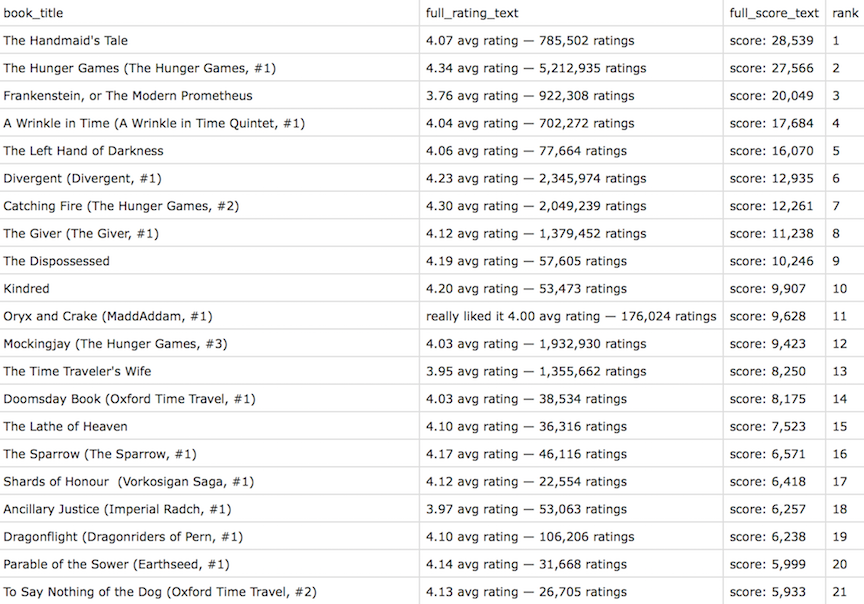 book_title full_rating_text full_score_text rank
The Handmaid's Tale 4.07 avg rating — 785,502 ratings score: 28,539 1
The Hunger Games (The Hunger Games, #1) 4.34 avg rating — 5,212,935 ratings score: 27,566 2
Frankenstein, or The Modern Prometheus 3.76 avg rating — 922,308 ratings score: 20,049 3
A Wrinkle in Time (A Wrinkle in Time Quintet, #1) 4.04 avg rating — 702,272 ratings score: 17,684 4
The Left Hand of Darkness 4.06 avg rating — 77,664 ratings score: 16,070 5
Divergent (Divergent, #1) 4.23 avg rating — 2,345,974 ratings score: 12,935 6
Catching Fire (The Hunger Games, #2) 4.30 avg rating — 2,049,239 ratings score: 12,261 7
The Giver (The Giver, #1) 4.12 avg rating — 1,379,452 ratings score: 11,238 8
The Dispossessed 4.19 avg rating — 57,605 ratings score: 10,246 9
Kindred 4.20 avg rating — 53,473 ratings score: 9,907 10
Oryx and Crake (MaddAddam, #1) really liked it 4.00 avg rating — 176,024 ratings score: 9,628 11
Mockingjay (The Hunger Games, #3) 4.03 avg rating — 1,932,930 ratings score: 9,423 12
The Time Traveler's Wife 3.95 avg rating — 1,355,662 ratings score: 8,250 13
Doomsday Book (Oxford Time Travel, #1) 4.03 avg rating — 38,534 ratings score: 8,175 14
The Lathe of Heaven 4.10 avg rating — 36,316 ratings score: 7,523 15
The Sparrow (The Sparrow, #1) 4.17 avg rating — 46,116 ratings score: 6,571 16
Shards of Honour  (Vorkosigan Saga, #1) 4.12 avg rating — 22,554 ratings score: 6,418 17
Ancillary Justice (Imperial Radch, #1) 3.97 avg rating — 53,063 ratings score: 6,257 18
Dragonflight (Dragonriders of Pern, #1) 4.10 avg rating — 106,206 ratings score: 6,238 19
Parable of the Sower (Earthseed, #1) 4.14 avg rating — 31,668 ratings score: 5,999 20
To Say Nothing of the Dog (Oxford Time Travel, #2) 4.13 avg rating — 26,705 ratings score: 5,933 21